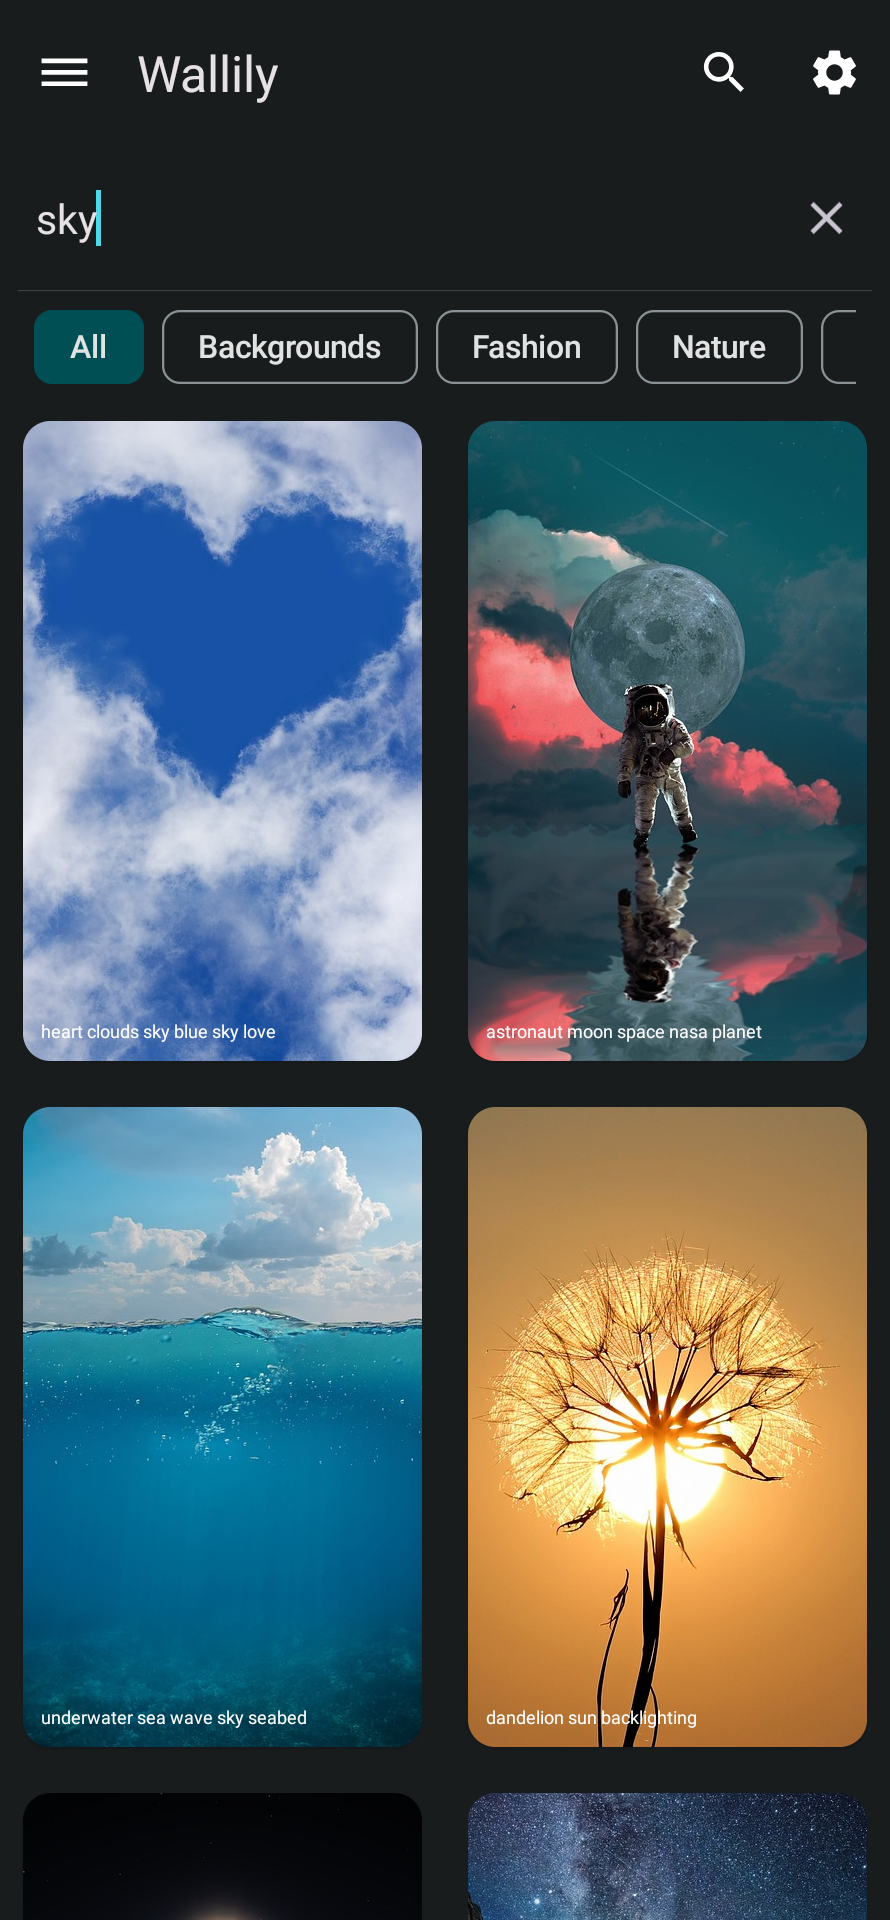 Wallily
sky
All
Backgrounds
Fashion
Nature
heart clouds sky blue sky love
astronaut moon space nasa planet
underwater sea wave sky seabed
dandelion sun backlighting